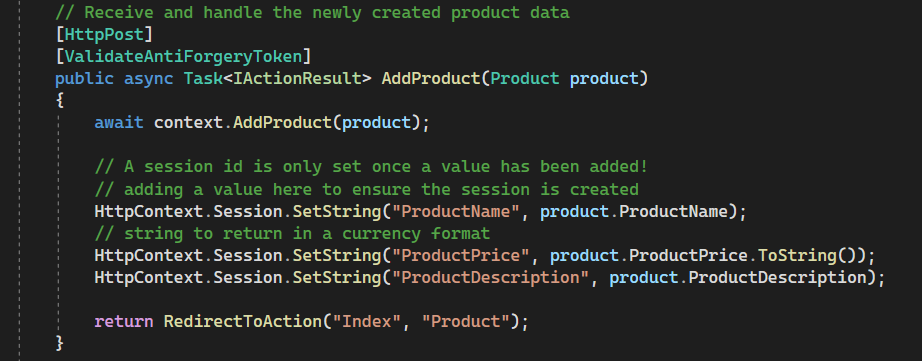 // Receive and handle the newly created product data
[HttpPost]
[ValidateAntiForgeryToken]
public async Task<IActionResult> AddProduct(Product product)
{
await context.AddProduct(product);
// A session id is only set once a value has been added!
// adding a value here to ensure the session is created
HttpContext.Session.SetString("ProductName", product.ProductName);
// string to return in a currency format
HttpContext.Session.SetString("ProductPrice", product.ProductPrice.ToString());
HttpContext.Session.SetString("ProductDescription", product.ProductDescription);
return RedirectToAction("Index", "Product");
}